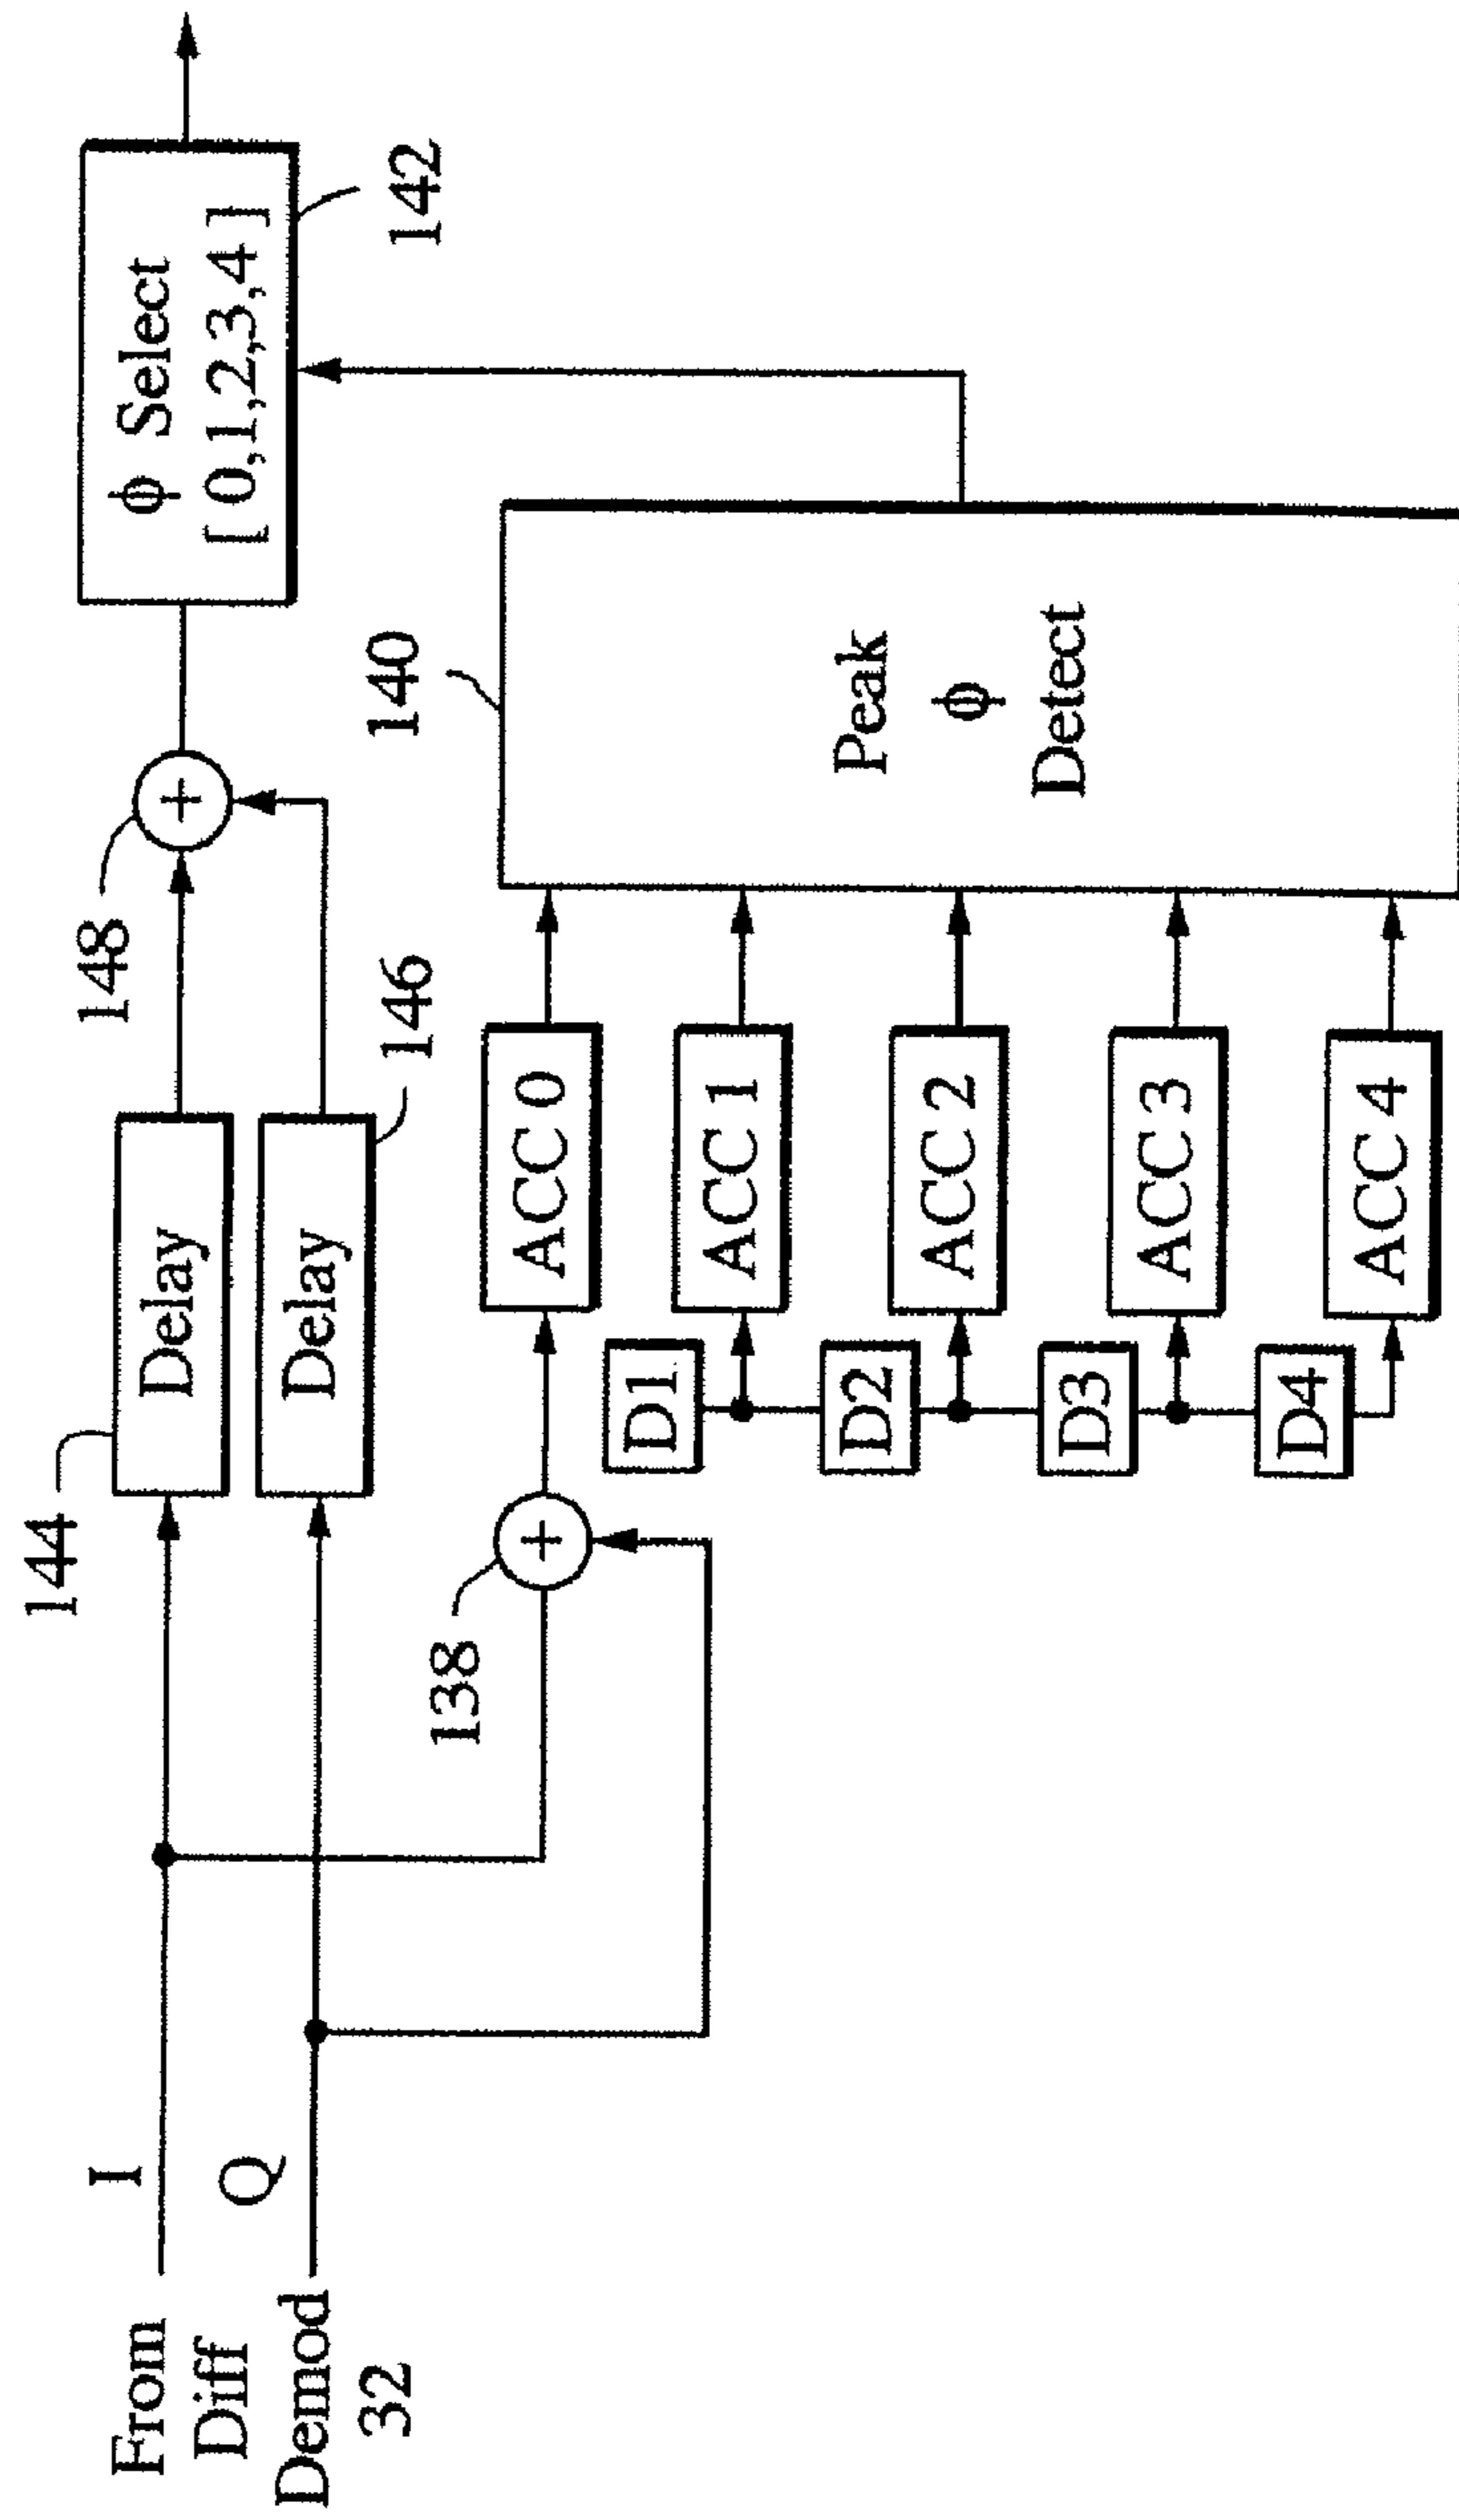 From
Diff
Demod
32
I
Q
144
Delay
Delay
146
148
+
φ Select
[ 0,1,2,3,4 ]
142
138
+
ACC 0
D1
ACC 1
D2
ACC 2
D3
ACC 3
D4
ACC 4
140
Peak
φ
Detect